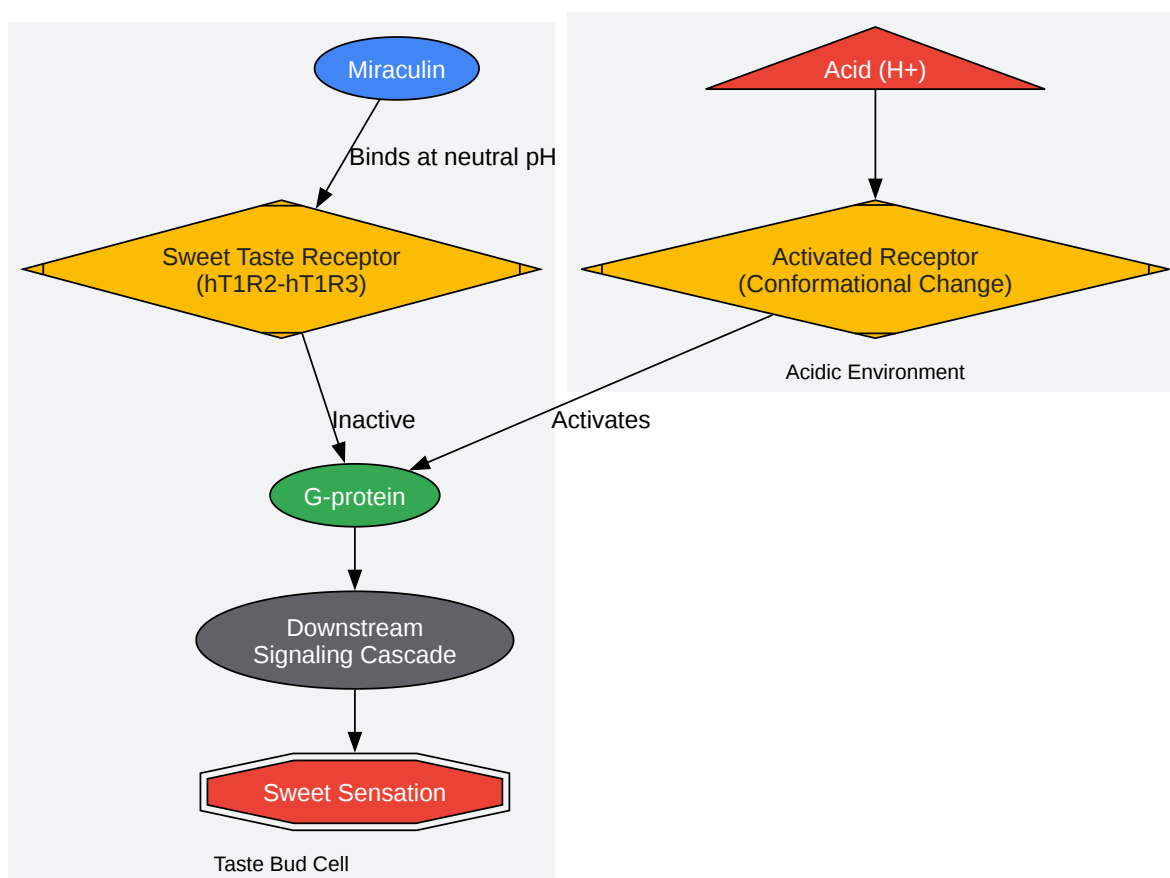 Miraculin
Acid (H+)
Binds at neutral pH
Sweet Taste Receptor
(hT1R2-hT1R3)
Activated Receptor
(Conformational Change)
Acidic Environment
Inactive
Activates
G-protein
Downstream
Signaling Cascade
Sweet Sensation
Taste Bud Cell